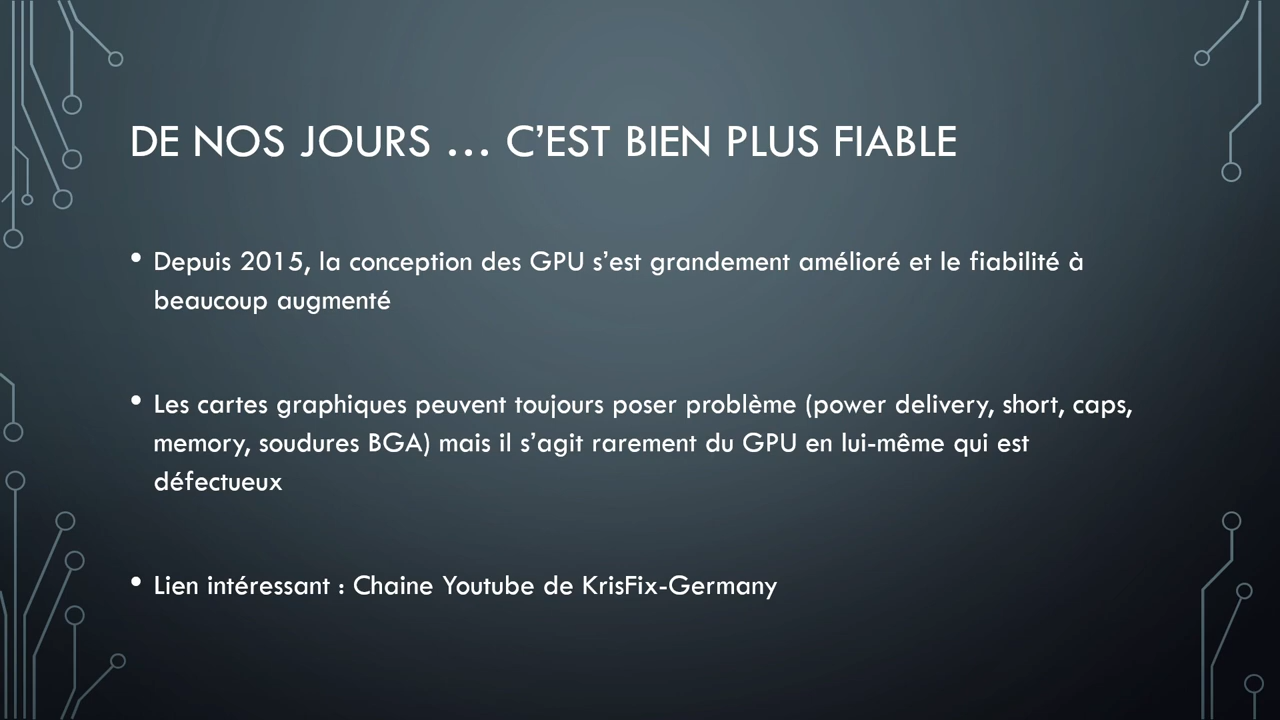 DE NOS JOURS … C’EST BIEN PLUS FIABLE
• Depuis 2015, la conception des GPU s’est grandement amélioré et le fiabilité à
beaucoup augmenté
• Les cartes graphiques peuvent toujours poser problème (power delivery, short, caps,
memory, soudures BGA) mais il s’agit rarement du GPU en lui-même qui est
défectueux
• Lien intéressant : Chaine Youtube de KrisFix-Germany